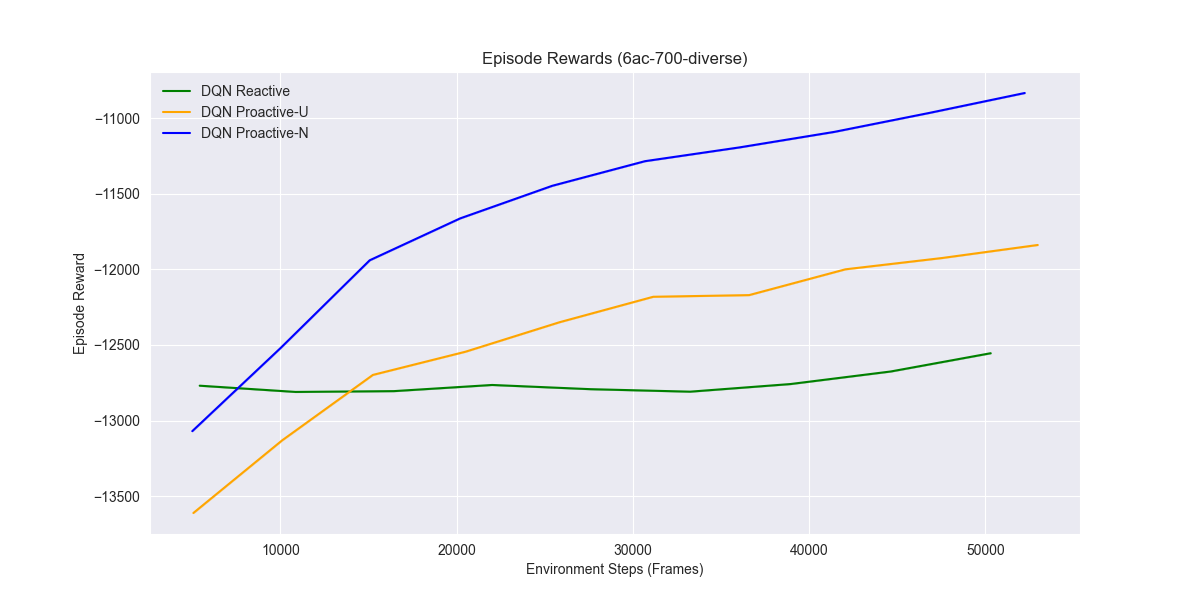 Episode Rewards (6ac-700-diverse)
DQN Reactive
DQN Proactive-U
DQN Proactive-N
Episode Reward
−11000
−11500
−12000
−12500
−13000
−13500
10000
20000
30000
40000
50000
Environment Steps (Frames)